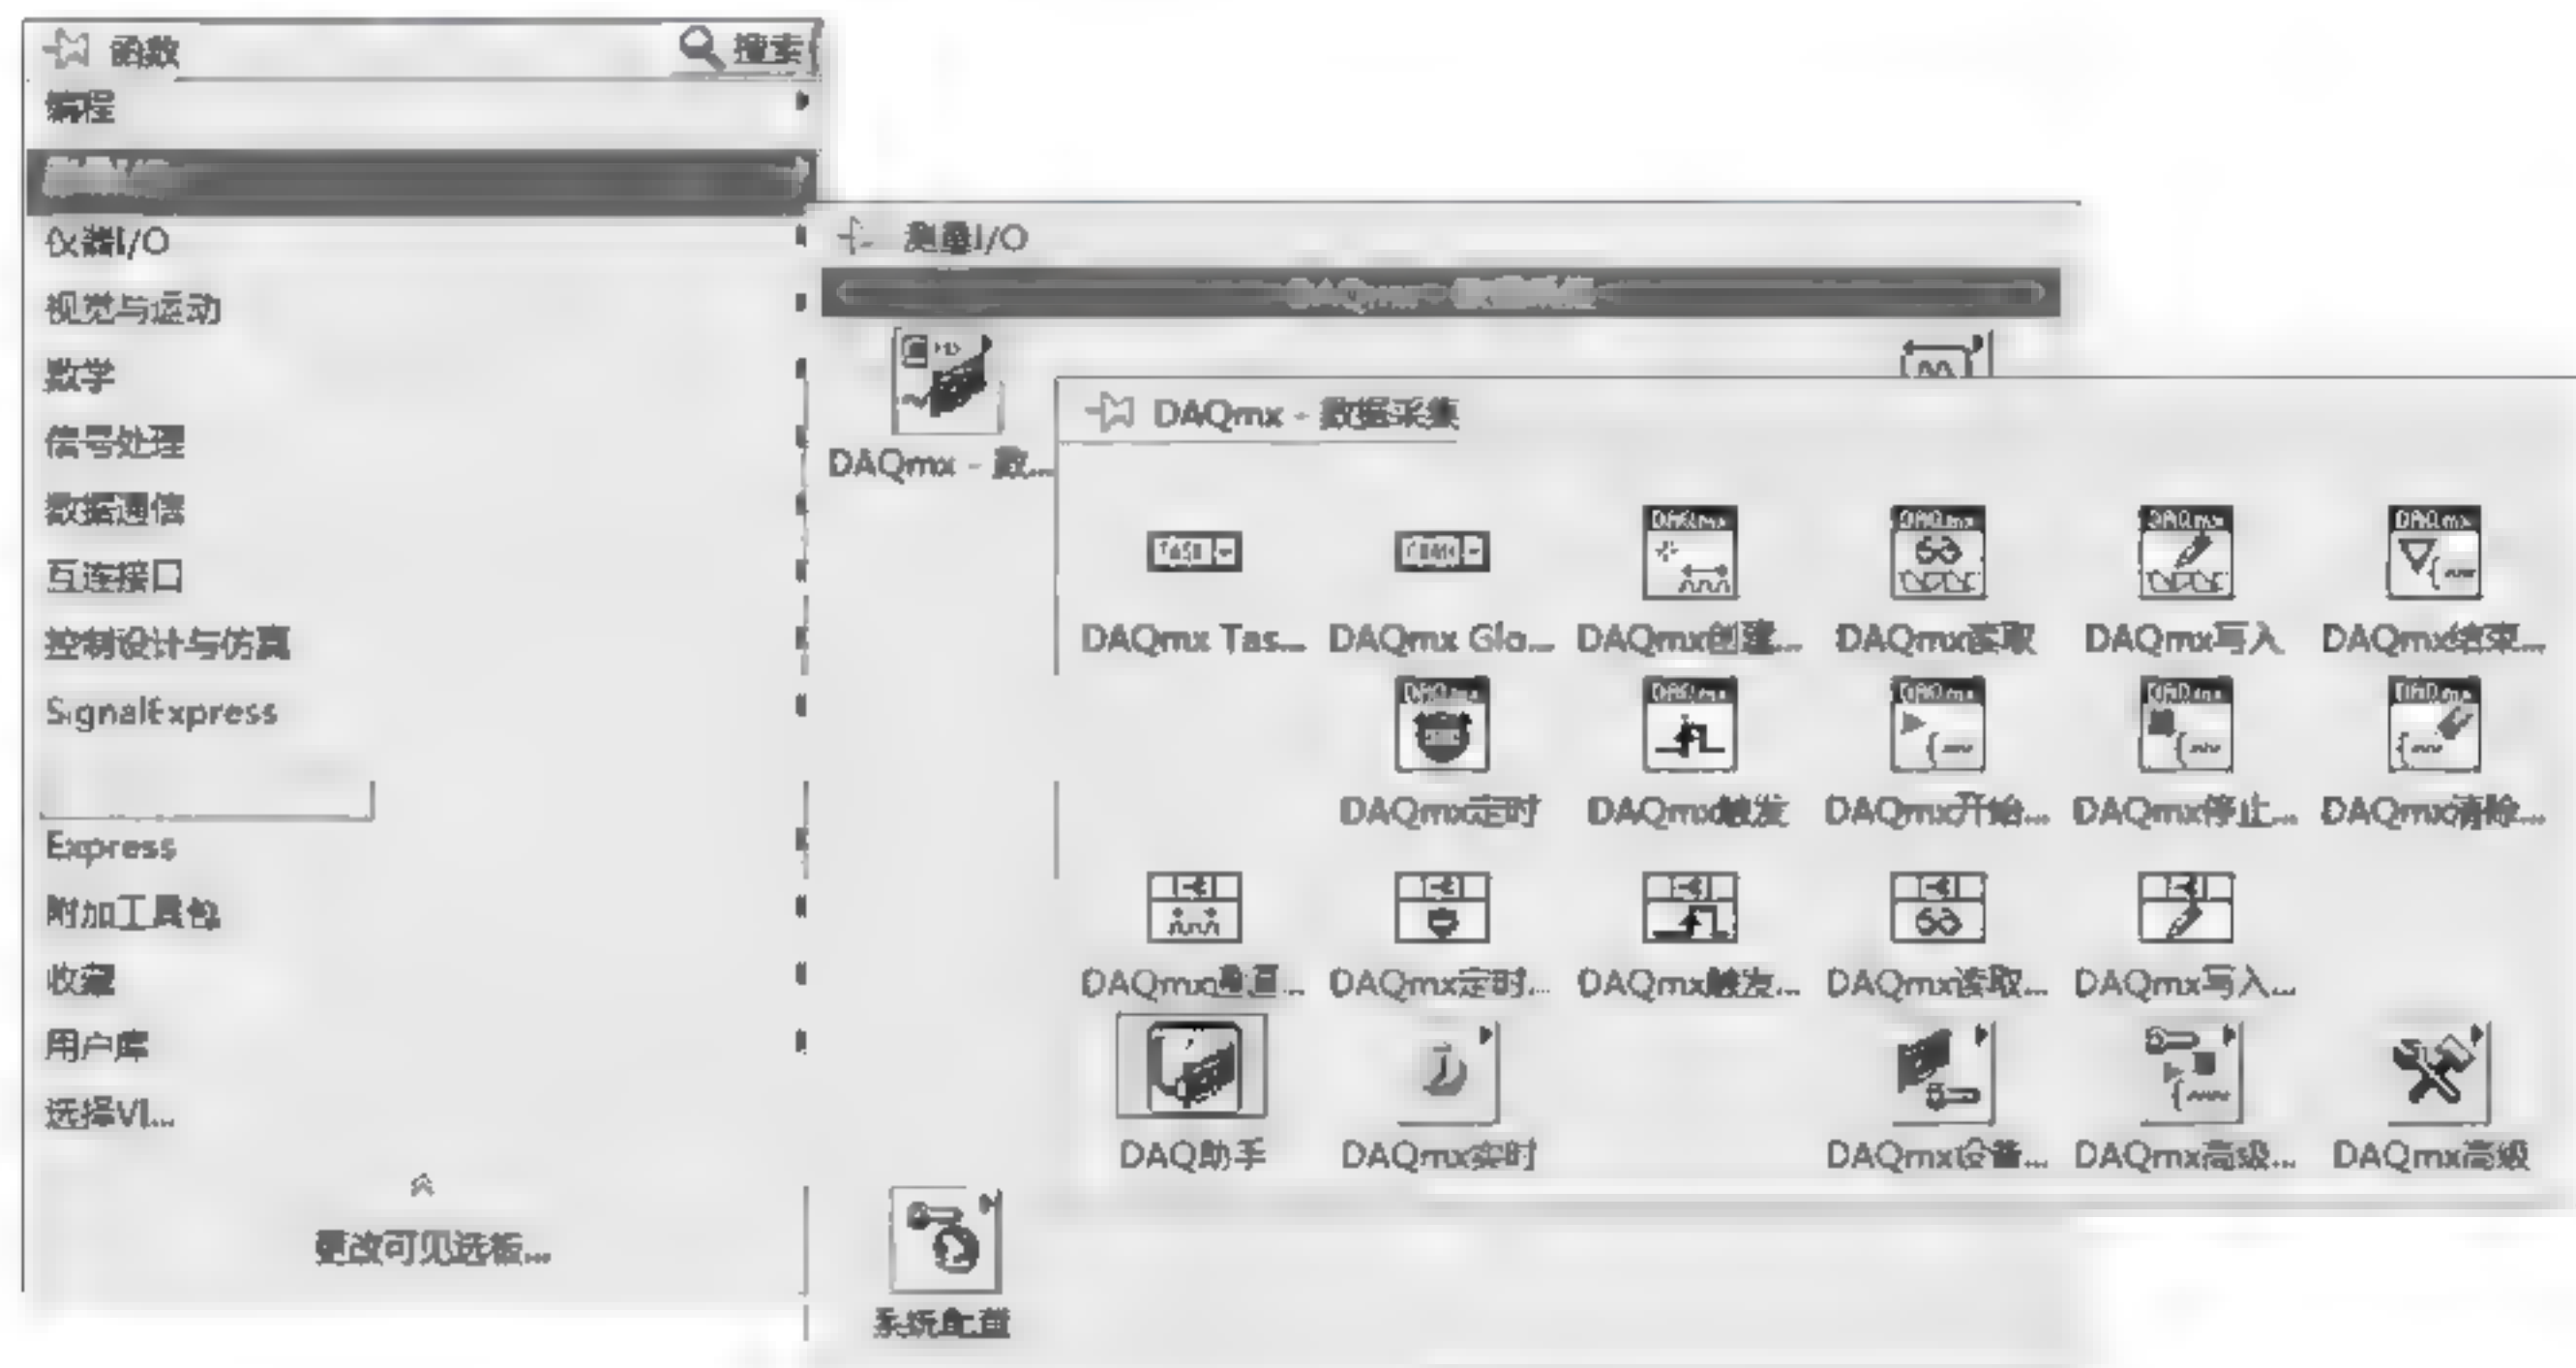 函数 搜索
编程
测量I/O
仪器I/O
视觉与运动
数学
信号处理
数据通信
互连接口
控制设计与仿真
SignalExpress
Express
附加工具包
收藏
用户库
选择VI...
更改可见选板...
测量I/O
DAQmx - 数据采集
DAQmx - 数...
系统配置
DAQmx - 数据采集
DAQmx Tas... DAQmx Glo... DAQmx创建... DAQmx读取 DAQmx写入 DAQmx结束...
DAQmx定时 DAQmx触发 DAQmx开始... DAQmx停止... DAQmx清除...
DAQmx通道... DAQmx定时... DAQmx触发... DAQmx读取... DAQmx写入...
DAQ助手 DAQmx实时 DAQmx设备... DAQmx高级... DAQmx高级